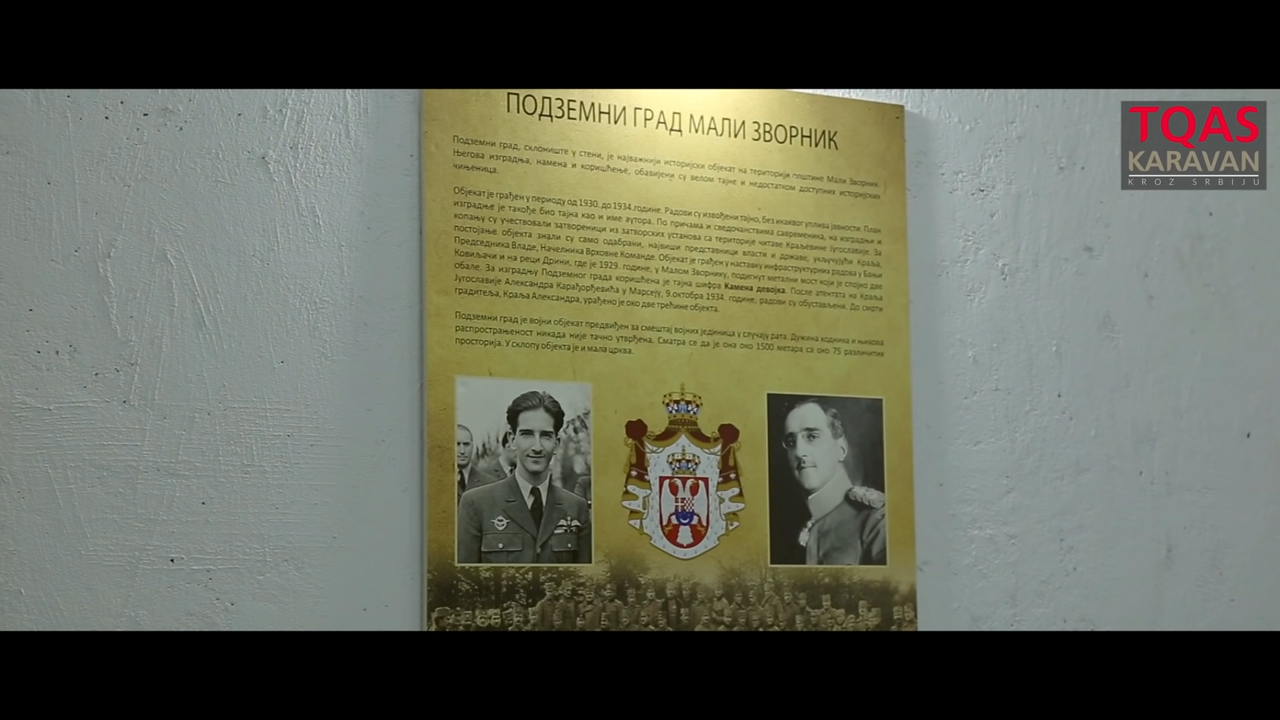 TQAS
KARAVAN
KROZ SRBIJU
ПОДЗЕМНИ ГРАД МАЛИ ЗВОРНИК
Подземни град, склониште у стени, је најважнији историјски објекат на територији општине Мали Зворник.
Његова изградња, намена и коришћење, обавијени су велом тајне и недостатком доступних историјских
чињеница.
Објекат је грађен у периоду од 1930. до 1934.године. Радови су извођени тајно, без икаквог уплива јавности. План
изградње је такође био тајна као и име аутора. По причама и сведочанствима савременика, на изградњи и
копању су учествовали затвореници из затворских установа са територије читаве Краљевине Југославије. За
постојање објекта знали су само одабрани, највиши представници власти и државе, укључујући Краља,
Председника Владе, Начелника Врховне Команде. Објекат је грађен у наставку инфраструктурних радова у Бањи
Ковиљачи и на реци Дрини, где је 1929. године, у Малом Зворнику, подигнут метални мост који је спојио две
обале. За изградњу Подземног града коришћена је тајна шифра Камена девојка. После атентата на Краља
Југославије Александра Карађорђевића у Марсеју, 9.октобра 1934. године, радови су обустављени. До смрти
градитеља, Краља Александра, урађено је око две трећине објекта.
Подземни град је војни објекат предвиђен за смештај војних јединица у случају рата. Дужина ходника и њихова
распрострањеност никада није тачно утврђена. Сматра се да је она око 1500 метара са око 75 различитих
просторија. У склопу објекта је и мала црква.